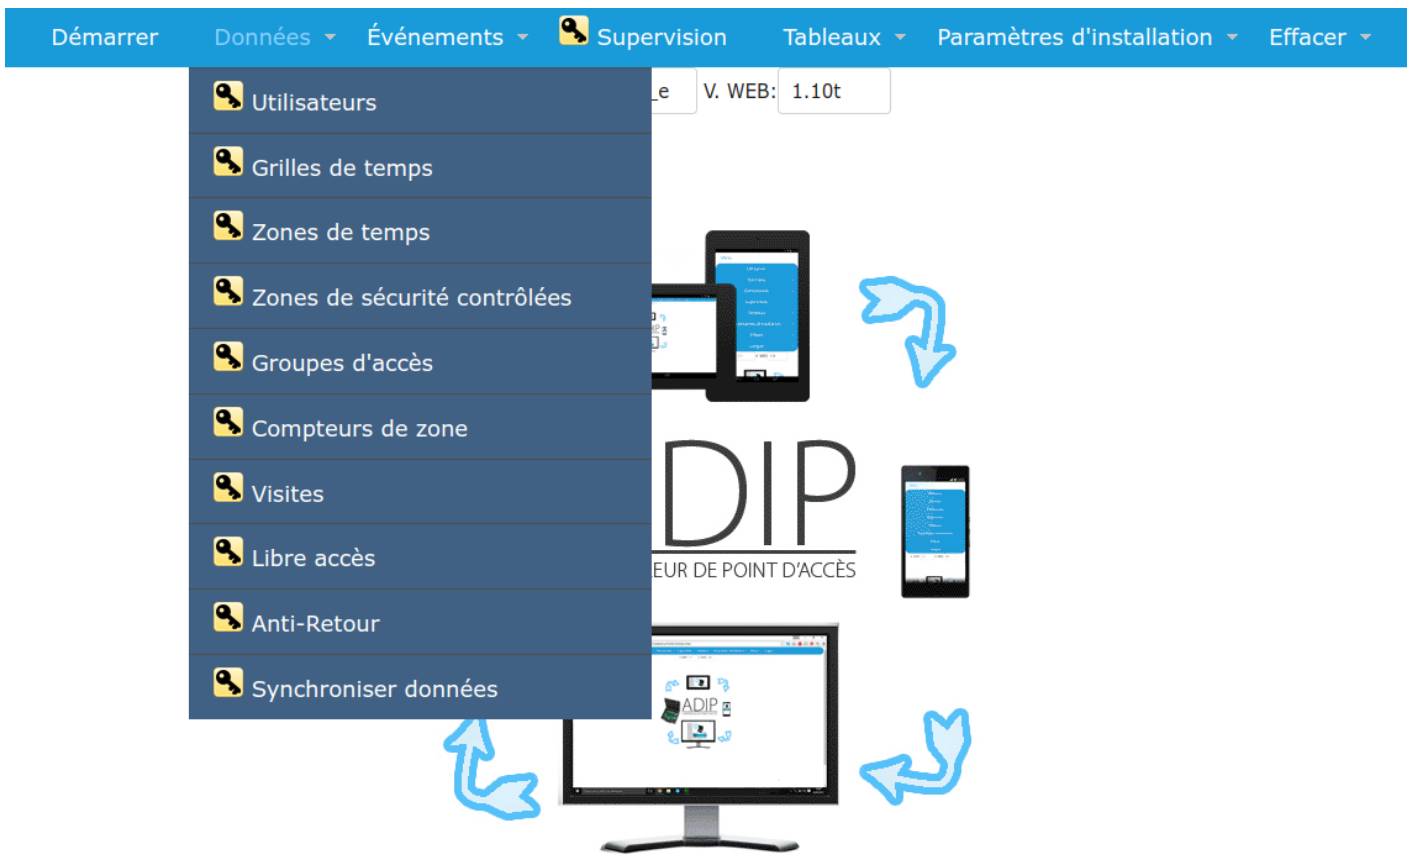 Démarrer Données Événements Supervision Tableaux Paramètres d'installation Effacer
_e V. WEB: 1.10t
Utilisateurs
Grilles de temps
Zones de temps
Zones de sécurité contrôlées
Groupes d'accès
Compteurs de zone
Visites
Libre accès
Anti-Retour
Synchroniser données
DIP
EUR DE POINT D'ACCÈS
ADIP